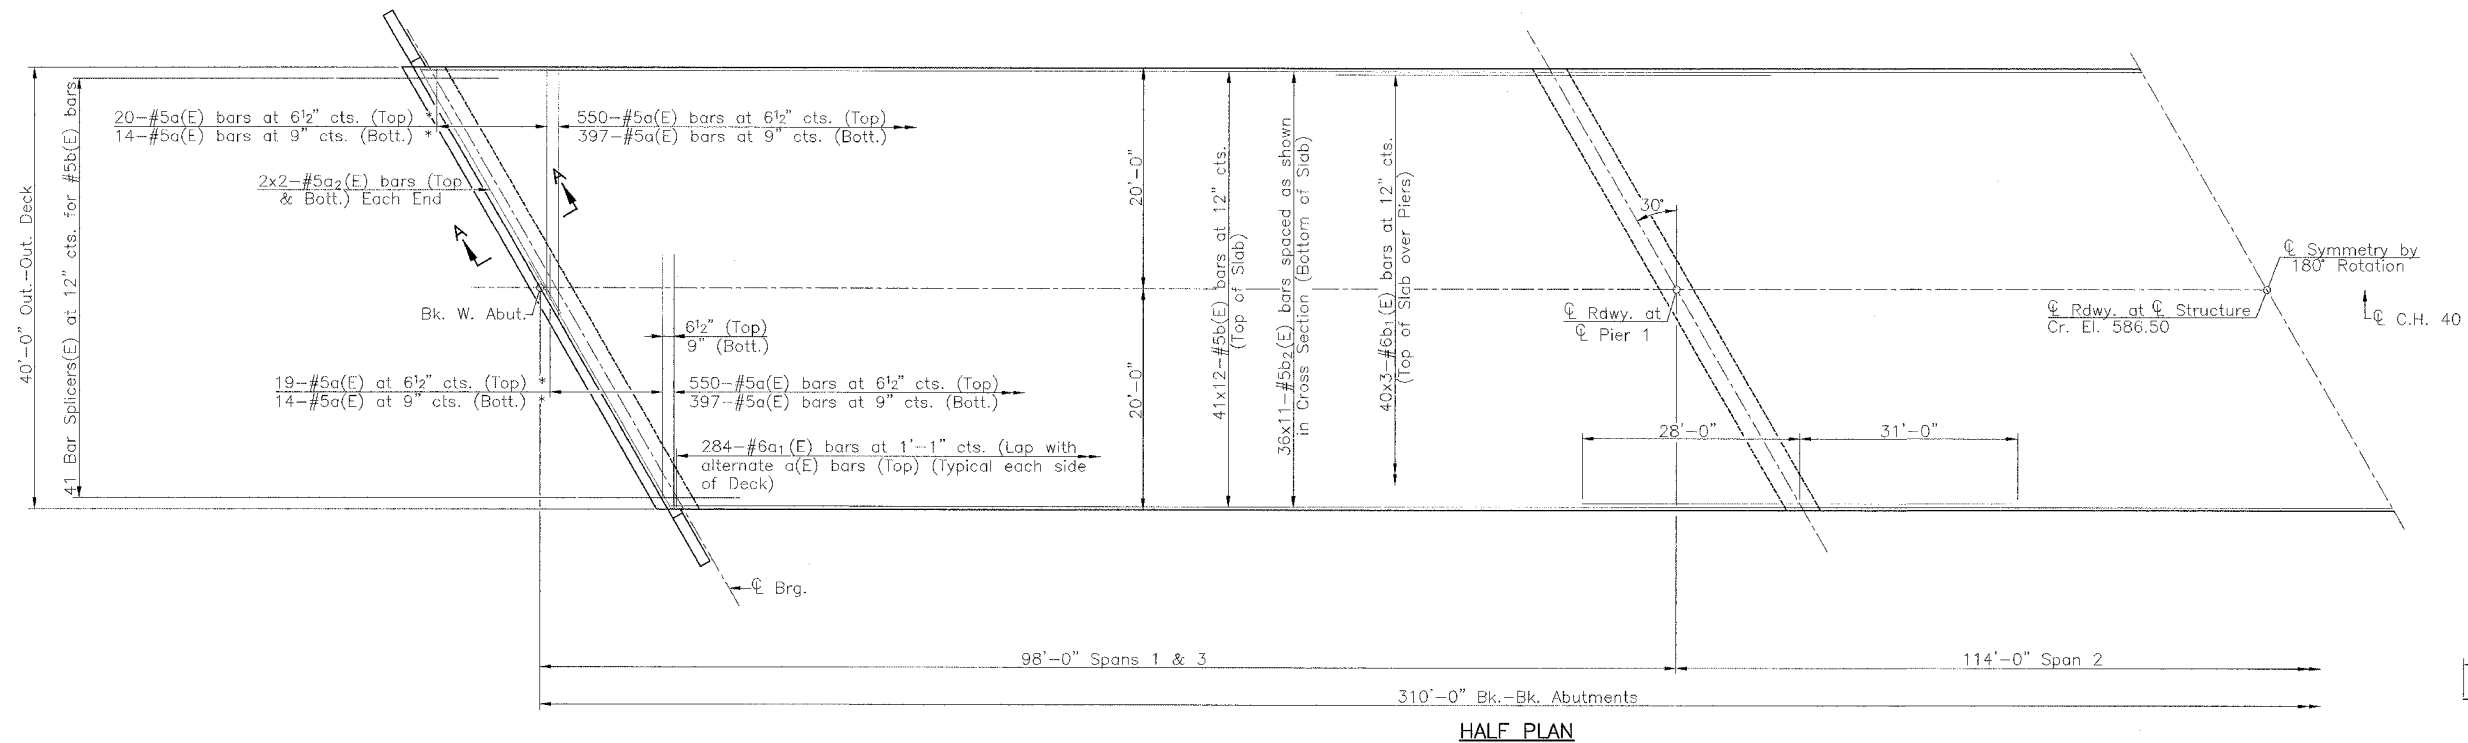 40'-0" Out.-Out. Deck
41 Bar Splicers(E) at 12" cts. for #5b(E) bars
20-#5a(E) bars at 6½" cts. (Top) *
14-#5a(E) bars at 9" cts. (Bott.) *
550-#5a(E) bars at 6½" cts. (Top)
397-#5a(E) bars at 9" cts. (Bott.)
2x2-#5a₂(E) bars (Top
& Bott.) Each End
A
A
Bk. W. Abut.
6½" (Top)
9" (Bott.)
19-#5a(E) at 6½" cts. (Top) *
14-#5a(E) at 9" cts. (Bott.) *
550-#5a(E) bars at 6½" cts. (Top)
397-#5a(E) bars at 9" cts. (Bott.)
284-#6a₁(E) bars at 1'-1" cts. (Lap with
alternate a(E) bars (Top) (Typical each side
of Deck)
℄ Brg.
20'-0"
20'-0"
41x12-#5b(E) bars at 12" cts.
(Top of Slab)
36x11-#5b₂(E) bars spaced as shown
in Cross Section (Bottom of Slab)
40x3-#6b₁(E) bars at 12" cts.
(Top of Slab over Piers)
30°
℄ Rdwy. at
℄ Pier 1
28'-0"
31'-0"
℄ Symmetry by
180° Rotation
℄ Rdwy. at ℄ Structure
Cr. El. 586.50
℄ C.H. 40
98'-0" Spans 1 & 3
114'-0" Span 2
310'-0" Bk.-Bk. Abutments
HALF PLAN